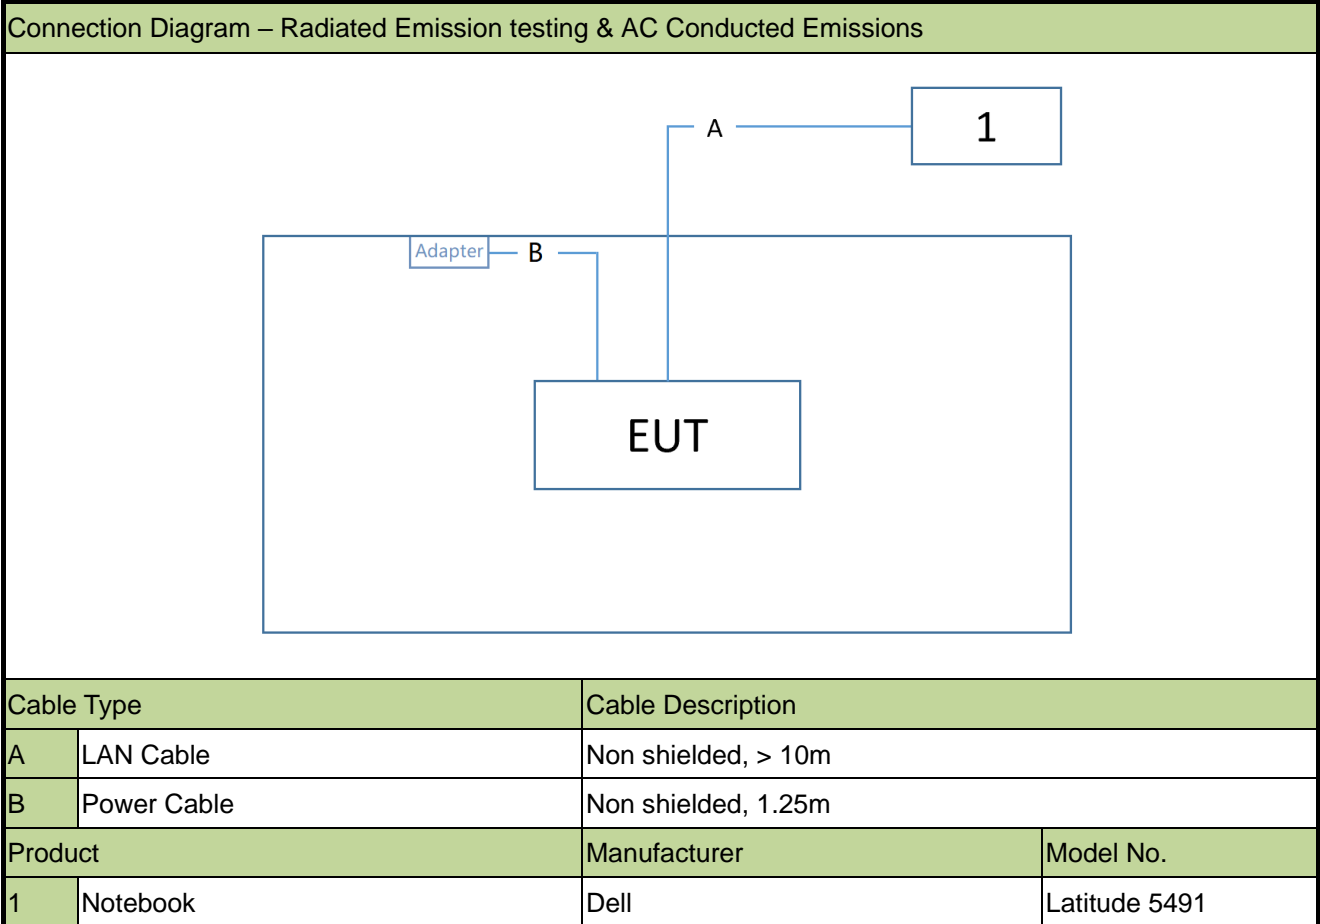 Connection Diagram – Radiated Emission testing & AC Conducted Emissions
A
1
Adapter
B
EUT
Cable Type Cable Description
A LAN Cable Non shielded, > 10m
B Power Cable Non shielded, 1.25m
Product Manufacturer Model No.
1 Notebook Dell Latitude 5491